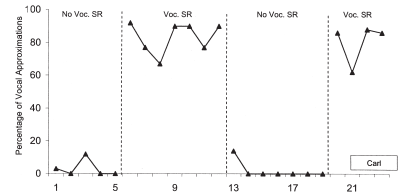 No Voc. SR Voc. SR No Voc. SR Voc. SR
100
80
60
40
20
0
Percentage of Vocal Approximations
1 5 9 13 17 21
Carl